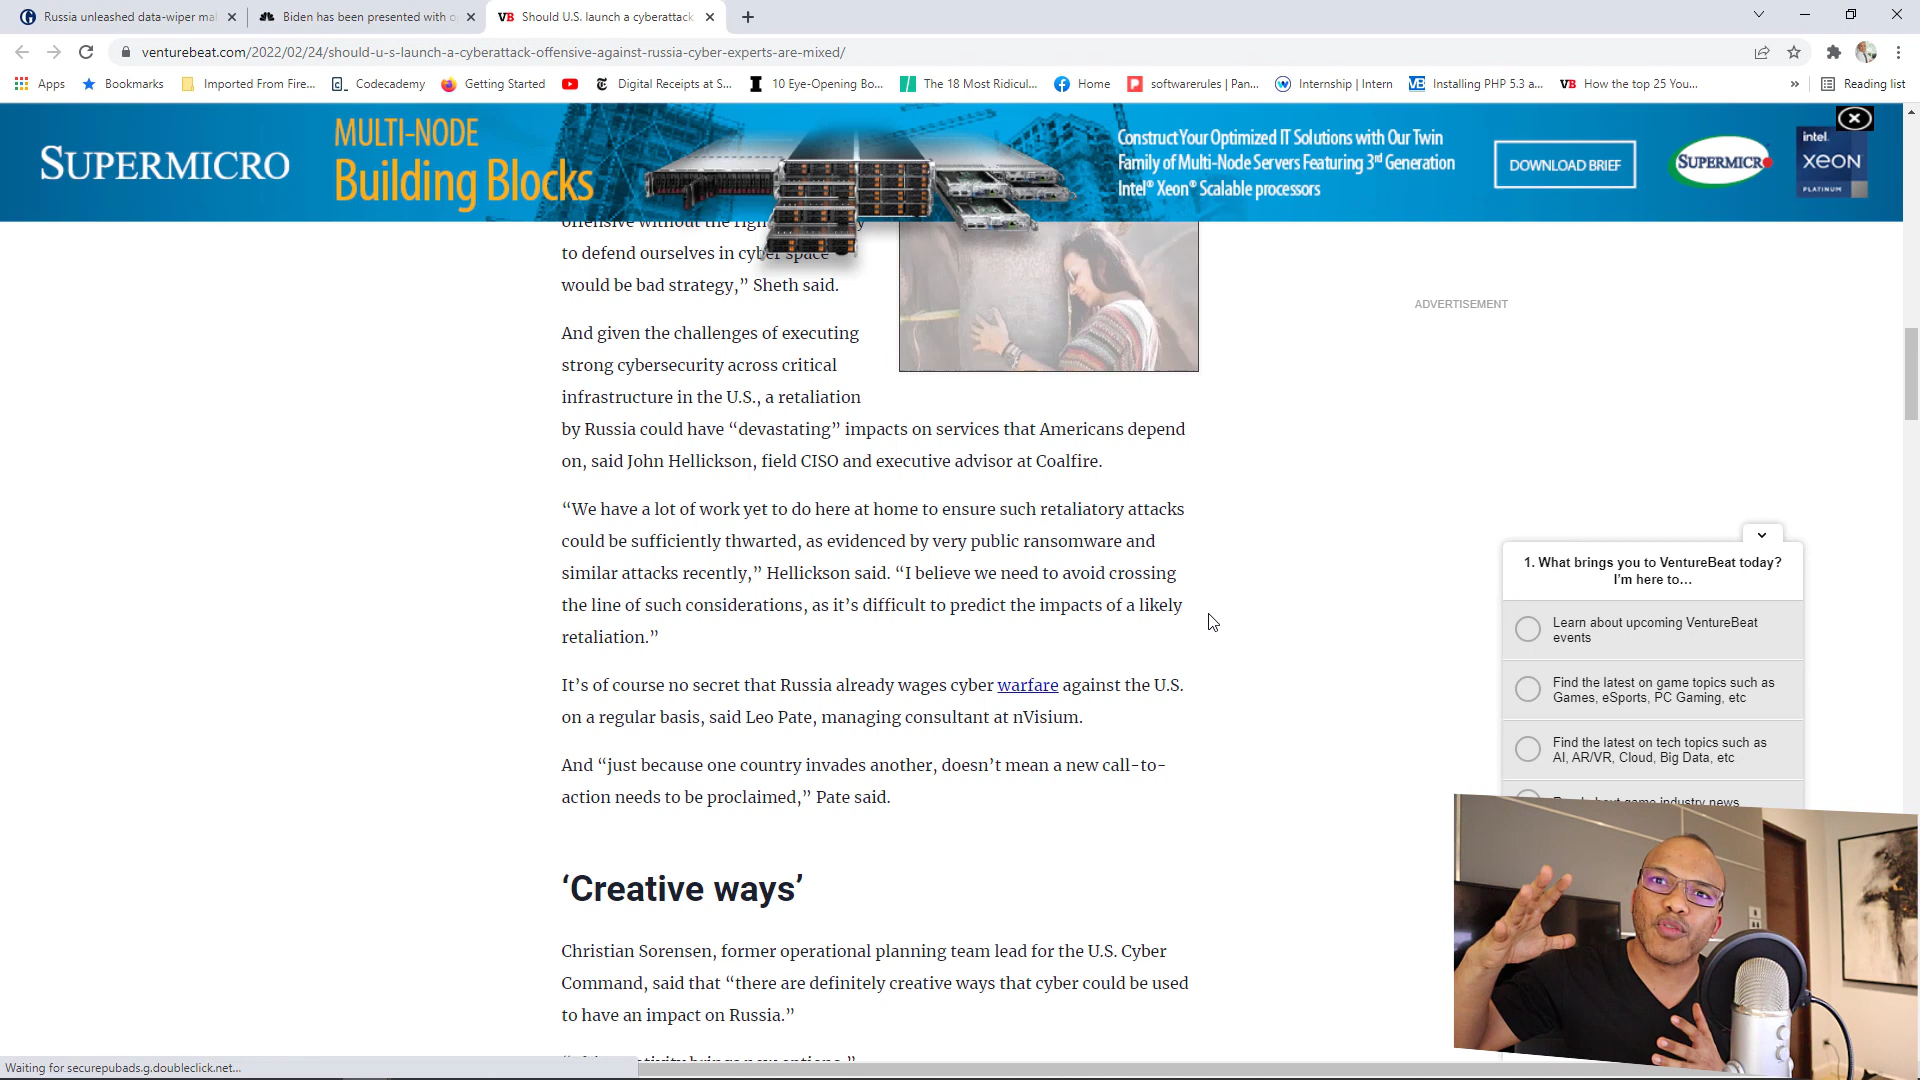 Russia unleashed data-wiper mal
Biden has been presented with o
VB Should U.S. launch a cyberattack
venturebeat.com/2022/02/24/should-u-s-launch-a-cyberattack-offensive-against-russia-cyber-experts-are-mixed/
Apps Bookmarks Imported From Fire... Codecademy Getting Started Digital Receipts at S... 10 Eye-Opening Bo... The 18 Most Ridicul... Home softwarerules | Pan... Internship | Intern Installing PHP 5.3 a... VB How the top 25 You... » Reading list
SUPERMICRO
MULTI-NODE
Building Blocks
Construct Your Optimized IT Solutions with Our Twin
Family of Multi-Node Servers Featuring 3rd Generation
Intel® Xeon® Scalable processors
DOWNLOAD BRIEF
SUPERMICR
intel.
XEON
PLATINUM
offensive without the
to defend ourselves in cyber space
would be bad strategy,” Sheth said.
And given the challenges of executing
strong cybersecurity across critical
infrastructure in the U.S., a retaliation
by Russia could have “devastating” impacts on services that Americans depend
on, said John Hellickson, field CISO and executive advisor at Coalfire.
“We have a lot of work yet to do here at home to ensure such retaliatory attacks
could be sufficiently thwarted, as evidenced by very public ransomware and
similar attacks recently,” Hellickson said. “I believe we need to avoid crossing
the line of such considerations, as it’s difficult to predict the impacts of a likely
retaliation.”
It’s of course no secret that Russia already wages cyber warfare against the U.S.
on a regular basis, said Leo Pate, managing consultant at nVisium.
And “just because one country invades another, doesn’t mean a new call-to-
action needs to be proclaimed,” Pate said.
‘Creative ways’
Christian Sorensen, former operational planning team lead for the U.S. Cyber
Command, said that “there are definitely creative ways that cyber could be used
to have an impact on Russia.”
brings new options.”
ADVERTISEMENT
1. What brings you to VentureBeat today?
I’m here to…
Learn about upcoming VentureBeat
events
Find the latest on game topics such as
Games, eSports, PC Gaming, etc
Find the latest on tech topics such as
AI, AR/VR, Cloud, Big Data, etc
game industry news
Waiting for securepubads.g.doubleclick.net...